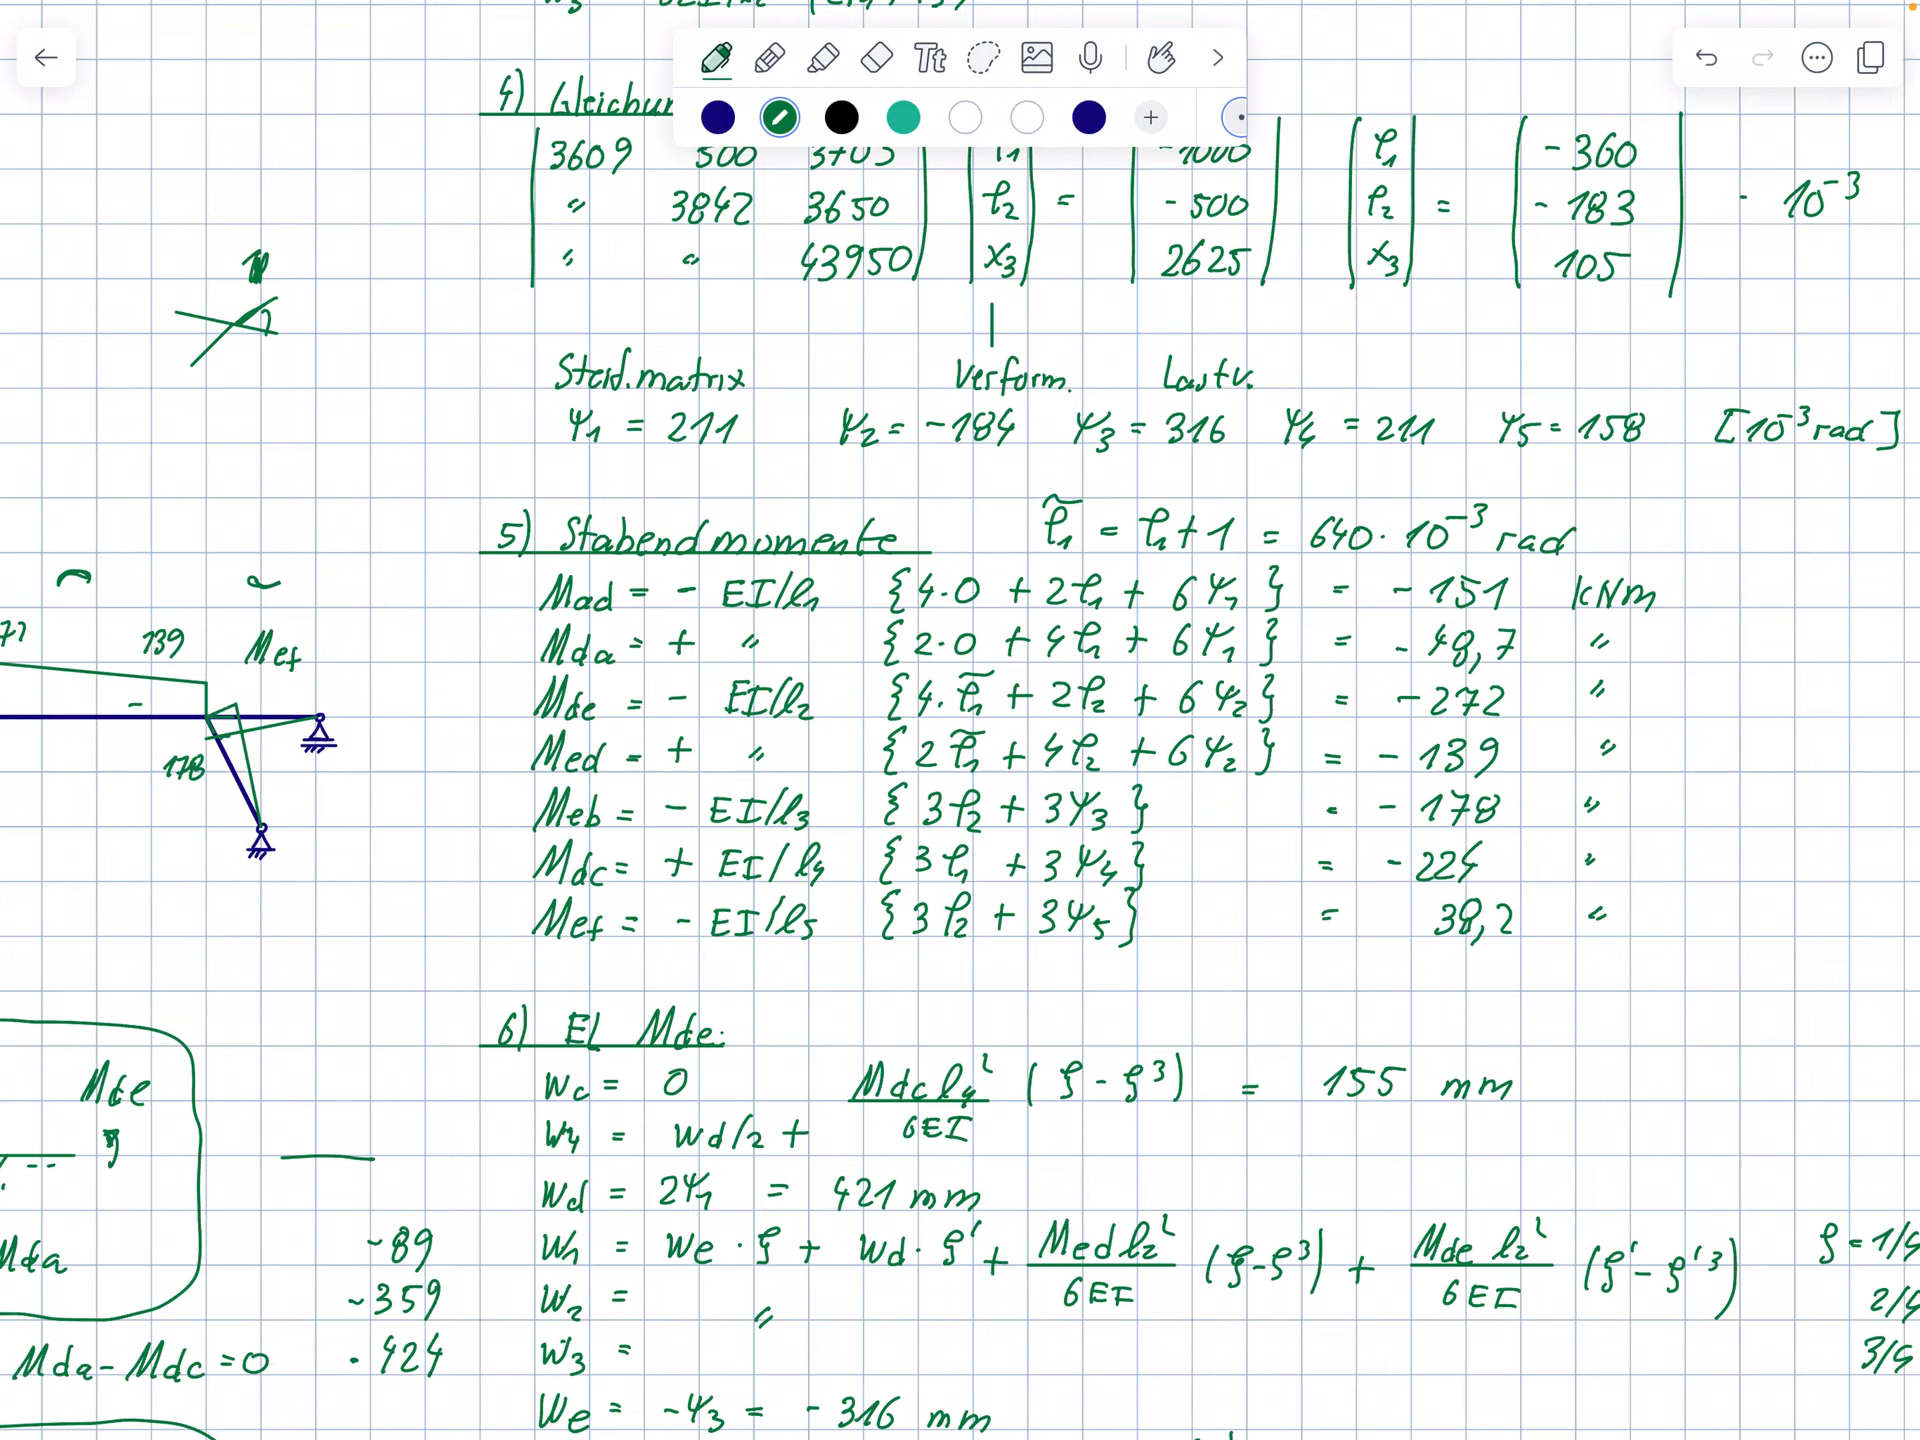 4) Gleichun
| 3609 500 3705 | | φ1 | | -1000 | | φ1 | | -360 |
| " 3842 3650 | | φ2 | = | -500 | | φ2 | = | -183 | · 10⁻³
| " " 43950 | | x3 | | 2625 | | x3 | | 105 |
Steif.matrix Verform. Lastv.
ψ1 = 211 ψ2 = -184 ψ3 = 316 ψ4 = 211 ψ5 = 158 [10⁻³ rad]
5) Stabendmomente φ̃1 = φ1 + 1 = 640 · 10⁻³ rad
Mad = - EI/l1 {4·0 + 2φ1 + 6ψ1} = -151 kNm
Mda = + " {2·0 + 4φ1 + 6ψ1} = -48,7 "
Mde = - EI/l2 {4·φ̃1 + 2φ2 + 6ψ2} = -272 "
Med = + " {2φ̃1 + 4φ2 + 6ψ2} = -139 "
Meb = - EI/l3 {3φ2 + 3ψ3} = -178 "
Mdc = + EI/l4 {3φ1 + 3ψ4} = -224 "
Mef = - EI/l5 {3φ2 + 3ψ5} = 38,2 "
139 Mef
-
178
6) EL Mde:
wc = 0
w4 = wd/2 + Mdc l4² / 6EI (ξ - ξ³) = 155 mm
wd = 2ψ1 = 421 mm
w1 = we · ξ + wd · ξ' + Med l2² / 6EI (ξ - ξ³) + Mde l2² / 6EI (ξ' - ξ'³) ξ = 1/4
w2 = " 2/4
w3 = 3/4
we = -ψ3 = -316 mm
Mde
Mda
Mda - Mdc = 0
-89
-359
-424
Tt